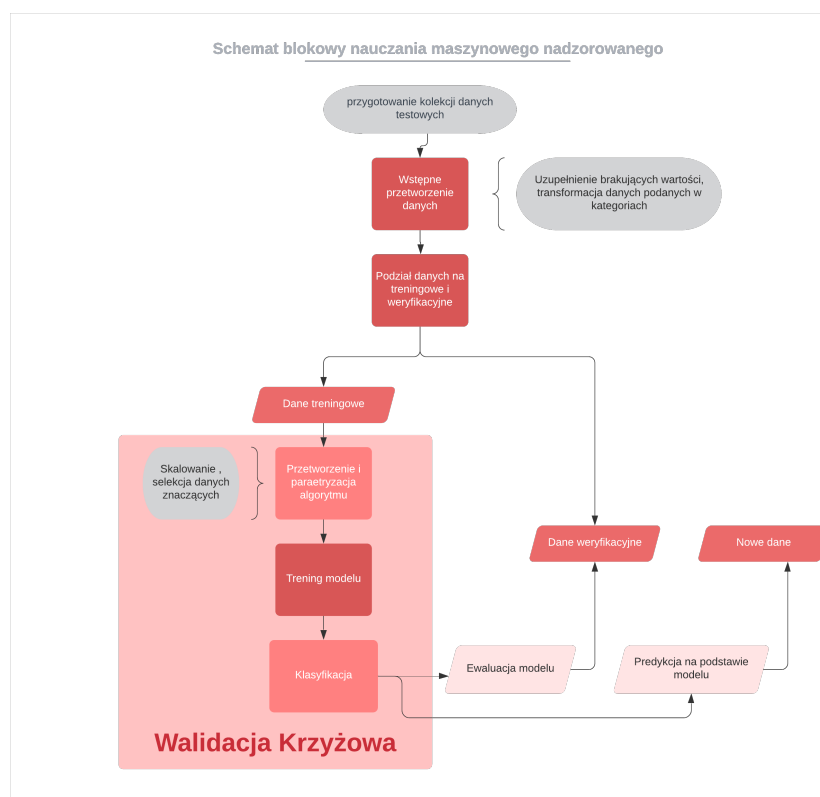 Schemat blokowy nauczania maszynowego nadzorowanego
przygotowanie kolekcji danych
testowych
Wstępne
przetworzenie
danych
Uzupełnienie brakujących wartości,
transformacja danych podanych w
kategoriach
Podział danych na
treningowe i
weryfikacyjne
Dane treningowe
Skalowanie ,
selekcja danych
znaczących
Przetworzenie i
paraetryzacja
algorytmu
Dane weryfikacyjne
Nowe dane
Trening modelu
Klasyfikacja
Ewaluacja modelu
Predykcja na podstawie
modelu
Walidacja Krzyżowa